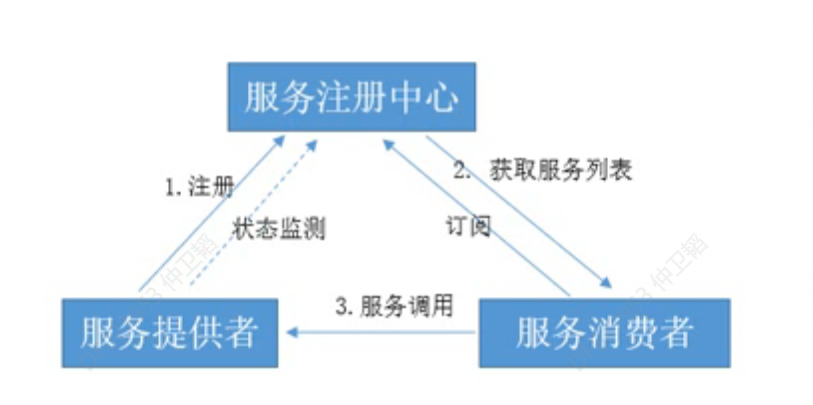 服务注册中心
2. 获取服务列表
1.注册
状态监测
订阅
3.服务调用
服务提供者
服务消费者
仲卫韬
仲卫韬